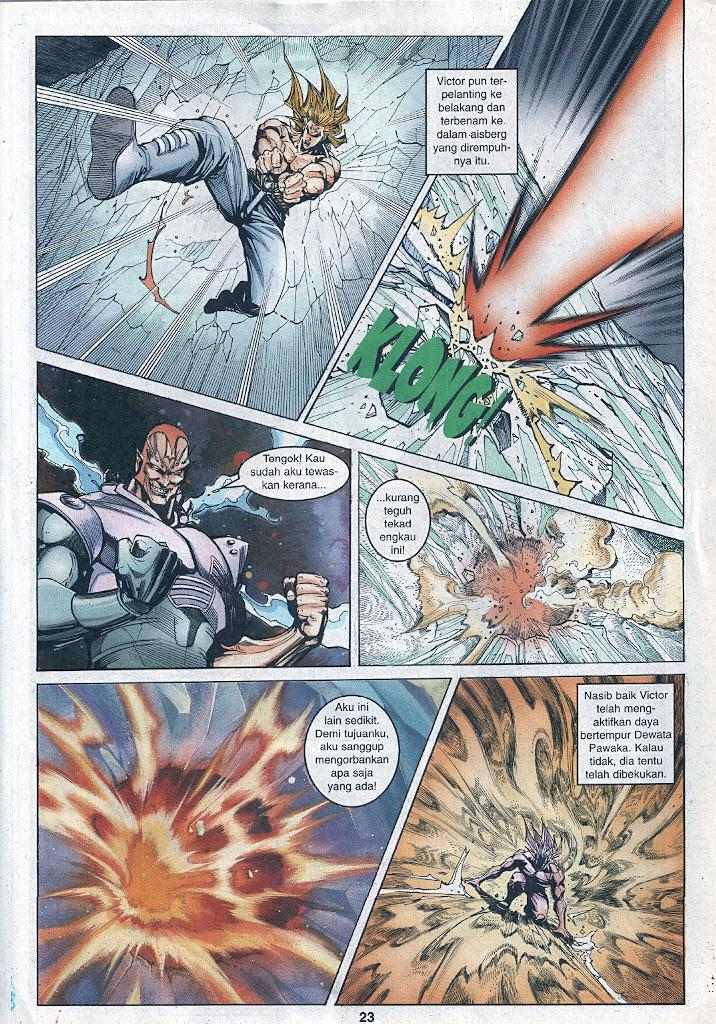 Victor pun ter-
pelanting ke
belakang dan
terbenam ke
dalam aisberg
yang dirempuh-
nya itu.
KLONG!
Tengok! Kau
sudah aku tewas-
kan kerana...
...kurang
teguh
tekad
engkau
ini!
Aku ini
lain sedikit.
Demi tujuanku,
aku sanggup
mengorbankan
apa saja
yang ada!
Nasib baik Victor
telah meng-
aktifkan daya
bertempur Dewata
Pawaka. Kalau
tidak, dia tentu
telah dibekukan.
23